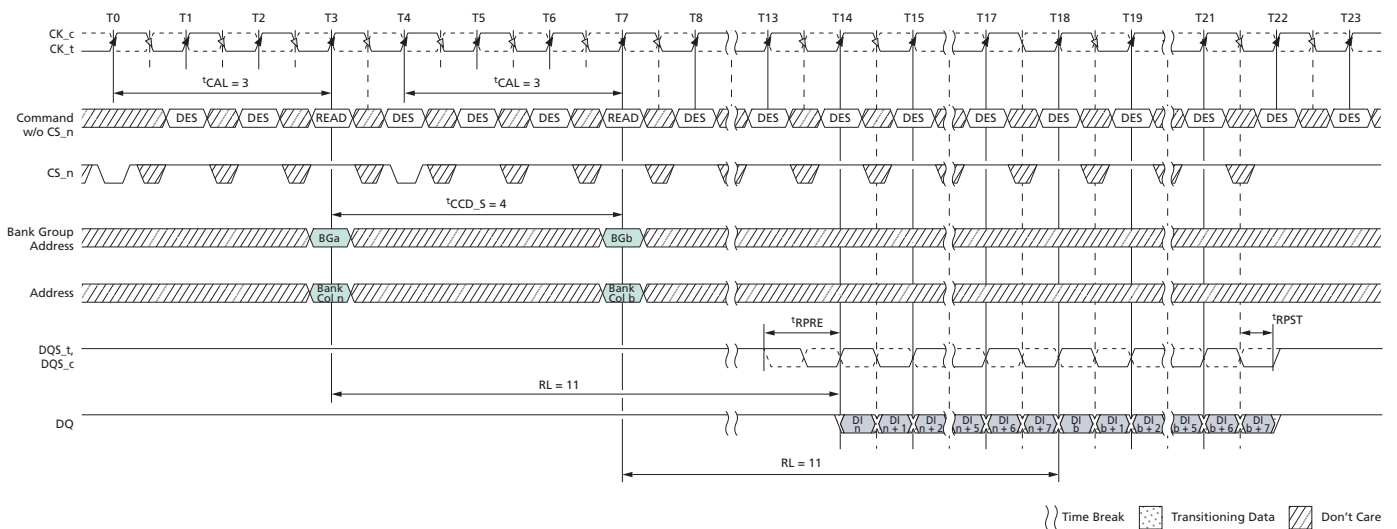 T0 T1 T2 T3 T4 T5 T6 T7 T8 T13 T14 T15 T17 T18 T19 T21 T22 T23
CK_c
CK_t
tCAL = 3 tCAL = 3
Command
w/o CS_n
DES DES READ DES DES DES READ DES DES DES DES DES DES DES DES DES DES
CS_n
tCCD_S = 4
Bank Group
Address
BGa BGb
Address
Bank
Col n
Bank
Col b
tRPRE tRPST
DQS_t,
DQS_c
RL = 11
DQ
DI
n
DI
n + 1
DI
n + 2
DI
n + 5
DI
n + 6
DI
n + 7
DI
b
DI
b + 1
DI
b + 2
DI
b + 5
DI
b + 6
DI
b + 7
RL = 11
Time Break Transitioning Data Don't Care